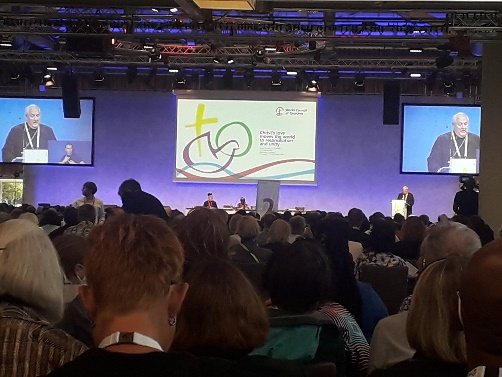 World Council
of Churches
Christ's love
moves the world
to reconciliation
and unity